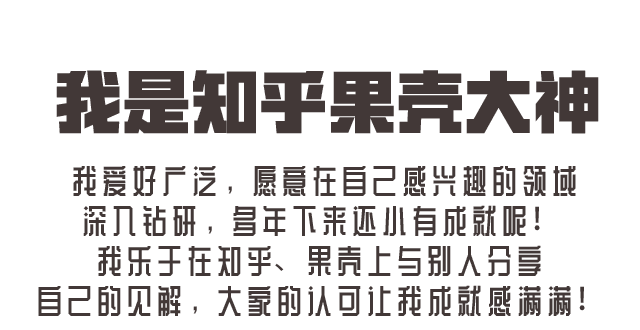 我是知乎果壳大神
我爱好广泛，愿意在自己感兴趣的领域
深入钻研，多年下来还小有成就呢！
我乐于在知乎、果壳上与别人分享
自己的见解，大家的认可让我成就感满满！